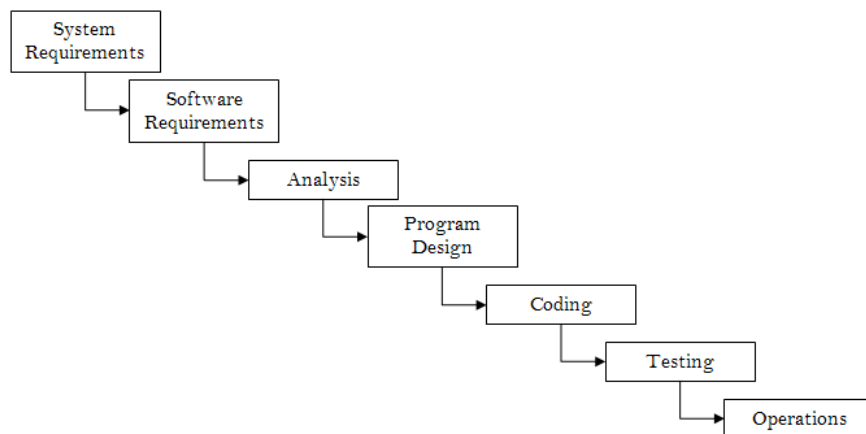 System
Requirements
Software
Requirements
Analysis
Program
Design
Coding
Testing
Operations